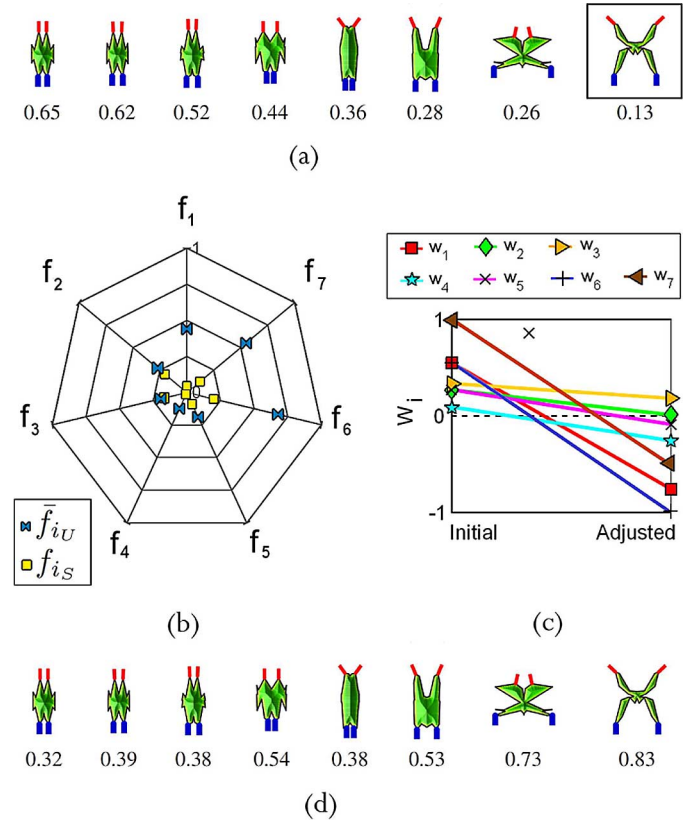 0.65 0.62 0.52 0.44 0.36 0.28 0.26 0.13
(a)
f1
1
f2
f7
0
f3
f6
f4
f5
f̄iU
fiS
(b)
w1 w2 w3
w4 w5 w6 w7
1
wi
0
-1
Initial Adjusted
(c)
0.32 0.39 0.38 0.54 0.38 0.53 0.73 0.83
(d)